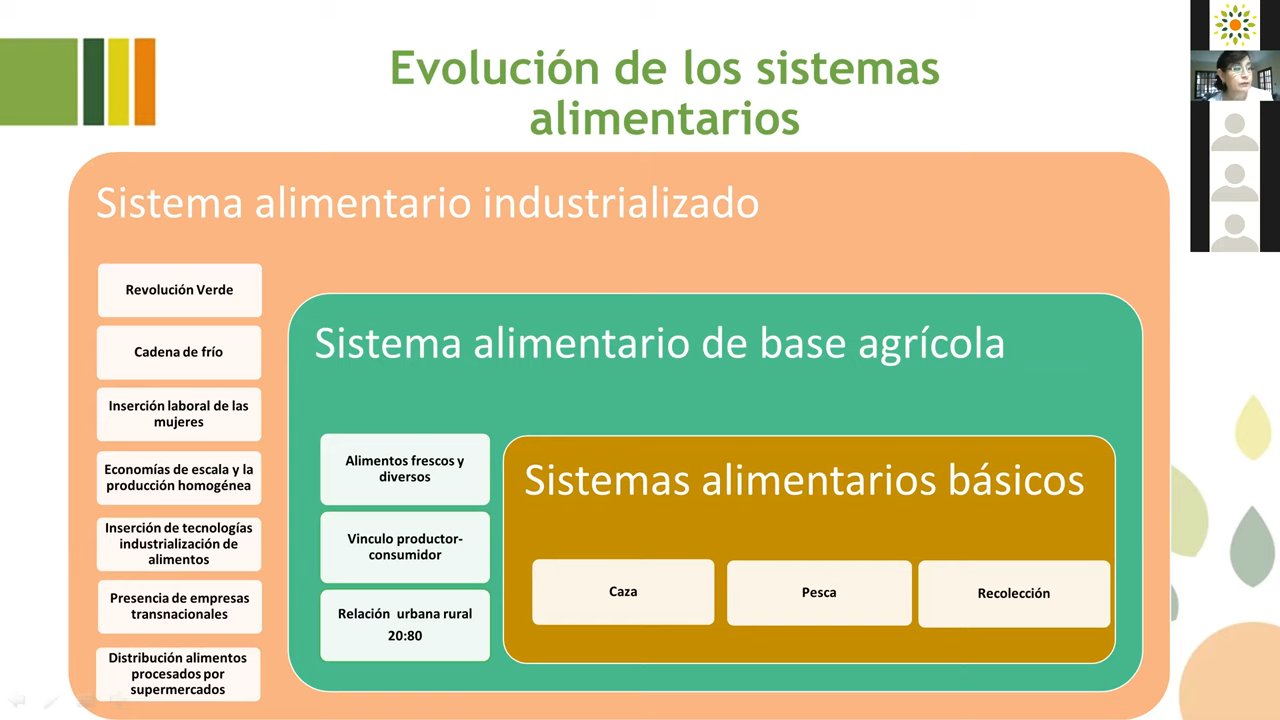 Evolución de los sistemas
alimentarios
Sistema alimentario industrializado
Revolución Verde
Cadena de frío
Inserción laboral de las
mujeres
Economías de escala y la
producción homogénea
Inserción de tecnologías
industrialización de
alimentos
Presencia de empresas
transnacionales
Distribución alimentos
procesados por
supermercados
Sistema alimentario de base agrícola
Alimentos frescos y
diversos
Vinculo productor-
consumidor
Relación urbana rural
20:80
Sistemas alimentarios básicos
Caza
Pesca
Recolección